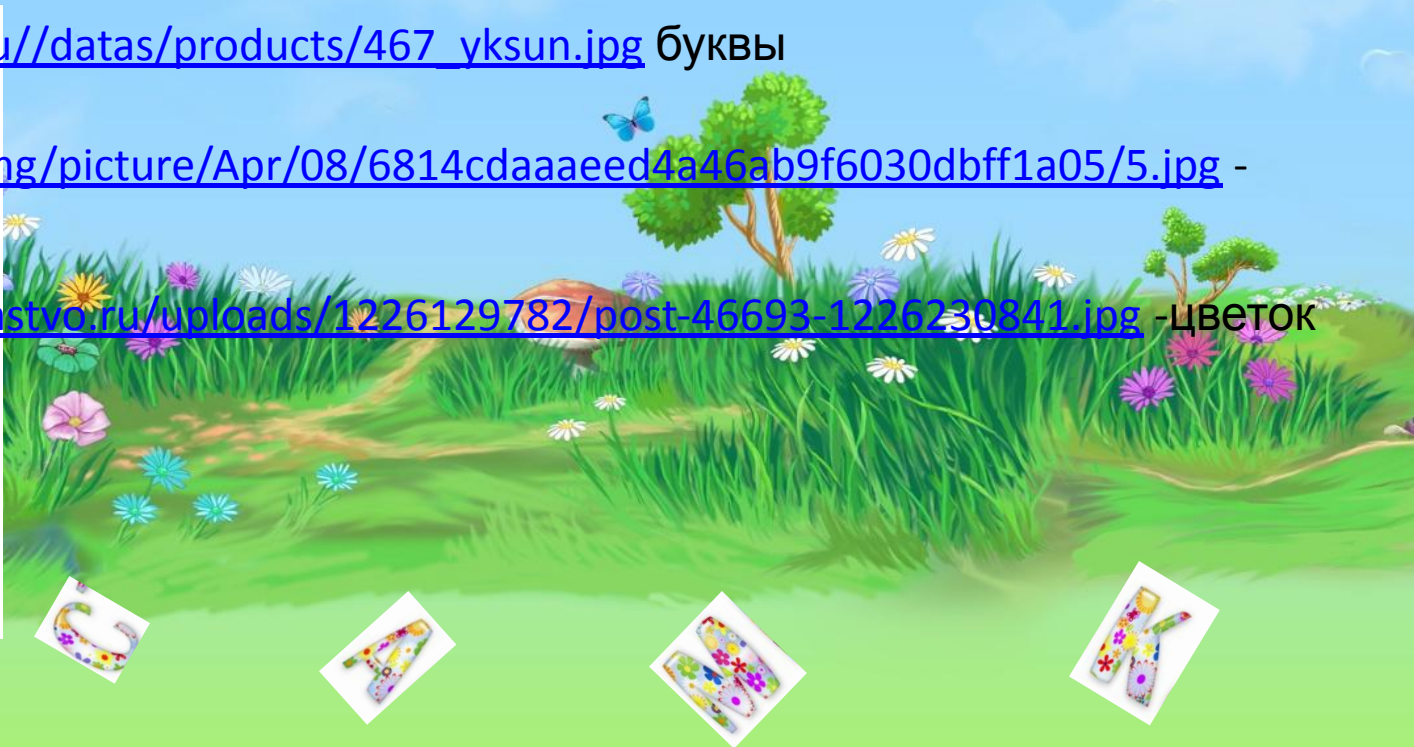 u//datas/products/467_yksun.jpg буквы
ng/picture/Apr/08/6814cdaaaeed4a46ab9f6030dbff1a05/5.jpg -
stvo.ru/uploads/1226129782/post-46693-1226230841.jpg -цветок
С А М К